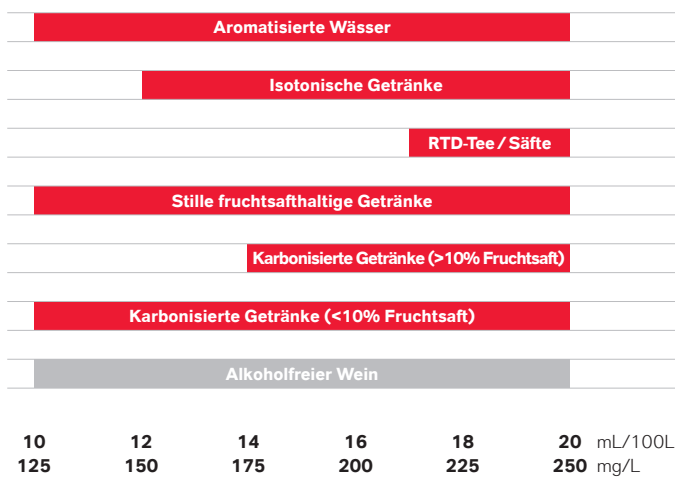 Aromatisierte Wässer
Isotonische Getränke
RTD-Tee / Säfte
Stille fruchtsafthaltige Getränke
Karbonisierte Getränke (>10% Fruchtsaft)
Karbonisierte Getränke (<10% Fruchtsaft)
Alkoholfreier Wein
10 12 14 16 18 20 mL/100L
125 150 175 200 225 250 mg/L